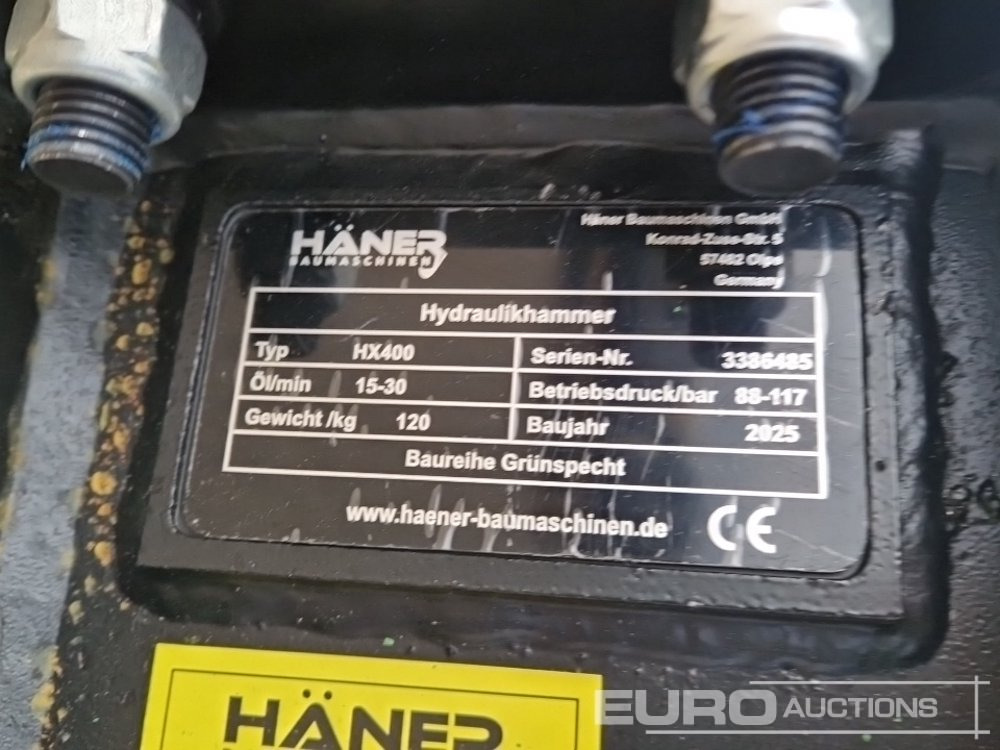 HÄNER
BAUMASCHINEN
Häner Baumaschinen GmbH
Konrad-Zuse-Str. 5
57462 Olpe
Germany
Hydraulikhammer
Typ HX400 Serien-Nr. 3386485
Öl/min 15-30 Betriebsdruck/bar 88-117
Gewicht /kg 120 Baujahr 2025
Baureihe Grünspecht
www.haener-baumaschinen.de CE
HÄNER
EURO AUCTIONS